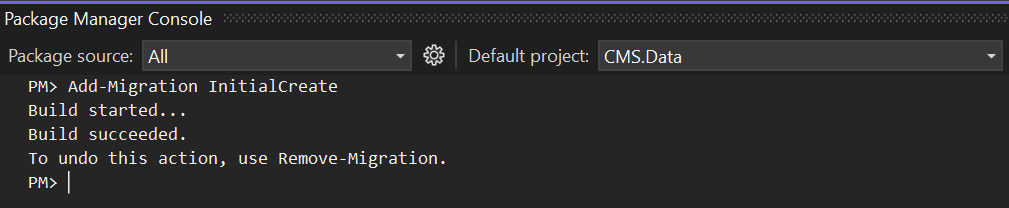 Package Manager Console
Package source: All Default project: CMS.Data
PM> Add-Migration InitialCreate
Build started...
Build succeeded.
To undo this action, use Remove-Migration.
PM>